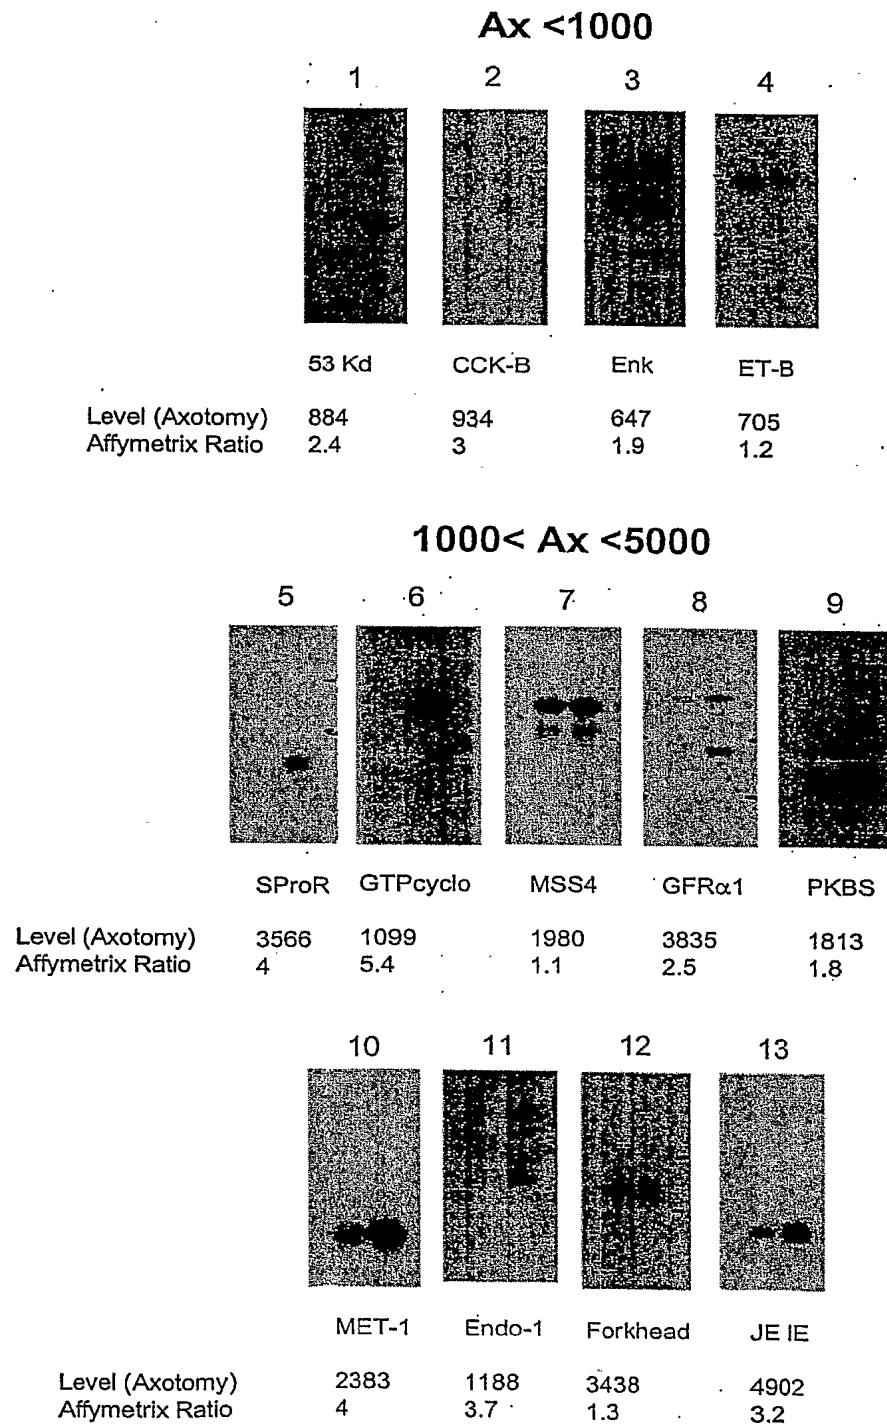 Ax <1000
1 2 3 4
53 Kd CCK-B Enk ET-B
Level (Axotomy) 884 934 647 705
Affymetrix Ratio 2.4 3 1.9 1.2
1000< Ax <5000
5 6 7 8 9
SProR GTPcyclo MSS4 GFRα1 PKBS
Level (Axotomy) 3566 1099 1980 3835 1813
Affymetrix Ratio 4 5.4 1.1 2.5 1.8
10 11 12 13
MET-1 Endo-1 Forkhead JE IE
Level (Axotomy) 2383 1188 3438 4902
Affymetrix Ratio 4 3.7 1.3 3.2